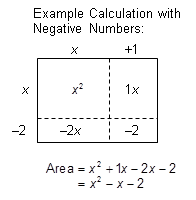 Example Calculation with
Negative Numbers:
x +1
x x² 1x
–2 –2x –2
Area = x² + 1x – 2x – 2
= x² – x – 2